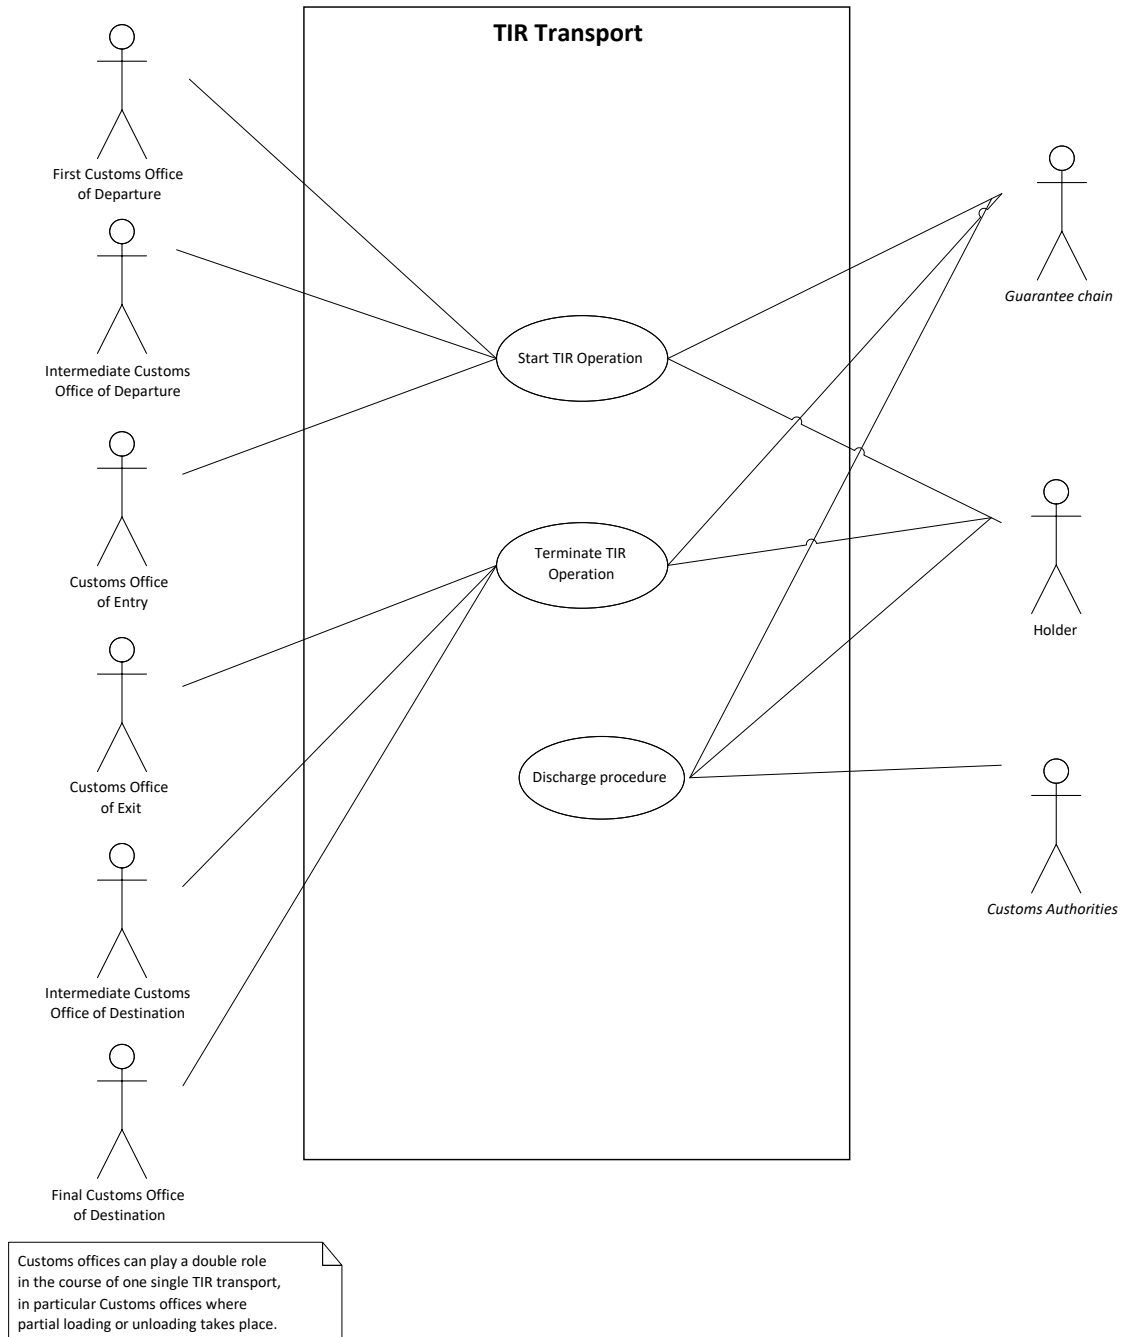 TIR Transport
First Customs Office
of Departure
Intermediate Customs
Office of Departure
Customs Office
of Entry
Customs Office
of Exit
Intermediate Customs
Office of Destination
Final Customs Office
of Destination
Start TIR Operation
Terminate TIR
Operation
Discharge procedure
Guarantee chain
Holder
Customs Authorities
Customs offices can play a double role
in the course of one single TIR transport,
in particular Customs offices where
partial loading or unloading takes place.